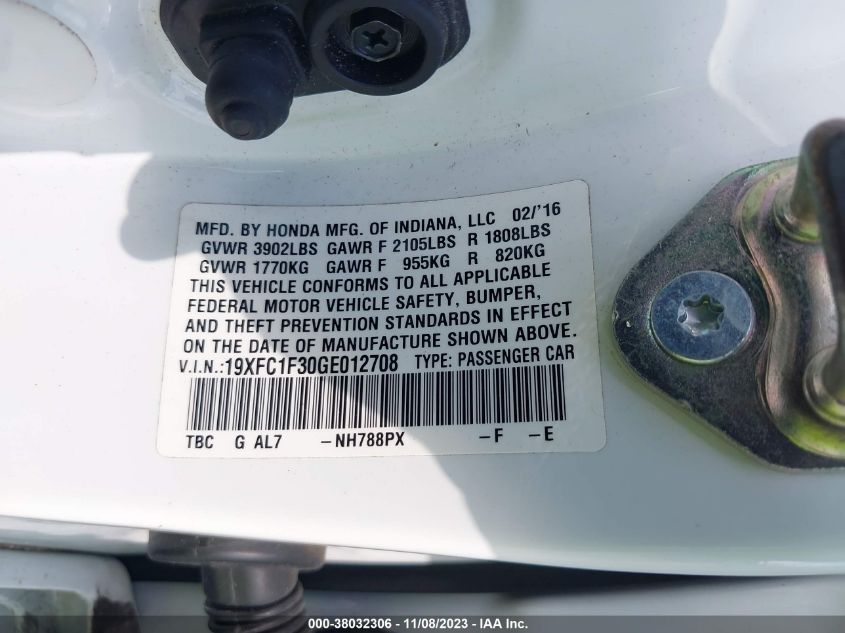 MFD. BY HONDA MFG. OF INDIANA, LLC 02/'16
GVWR 3902LBS GAWR F 2105LBS R 1808LBS
GVWR 1770KG GAWR F 955KG R 820KG
THIS VEHICLE CONFORMS TO ALL APPLICABLE
FEDERAL MOTOR VEHICLE SAFETY, BUMPER,
AND THEFT PREVENTION STANDARDS IN EFFECT
ON THE DATE OF MANUFACTURE SHOWN ABOVE.
V.I.N.:19XFC1F30GE012708 TYPE: PASSENGER CAR
TBC G AL7 -NH788PX -F -E
000-38032306 - 11/08/2023 - IAA Inc.